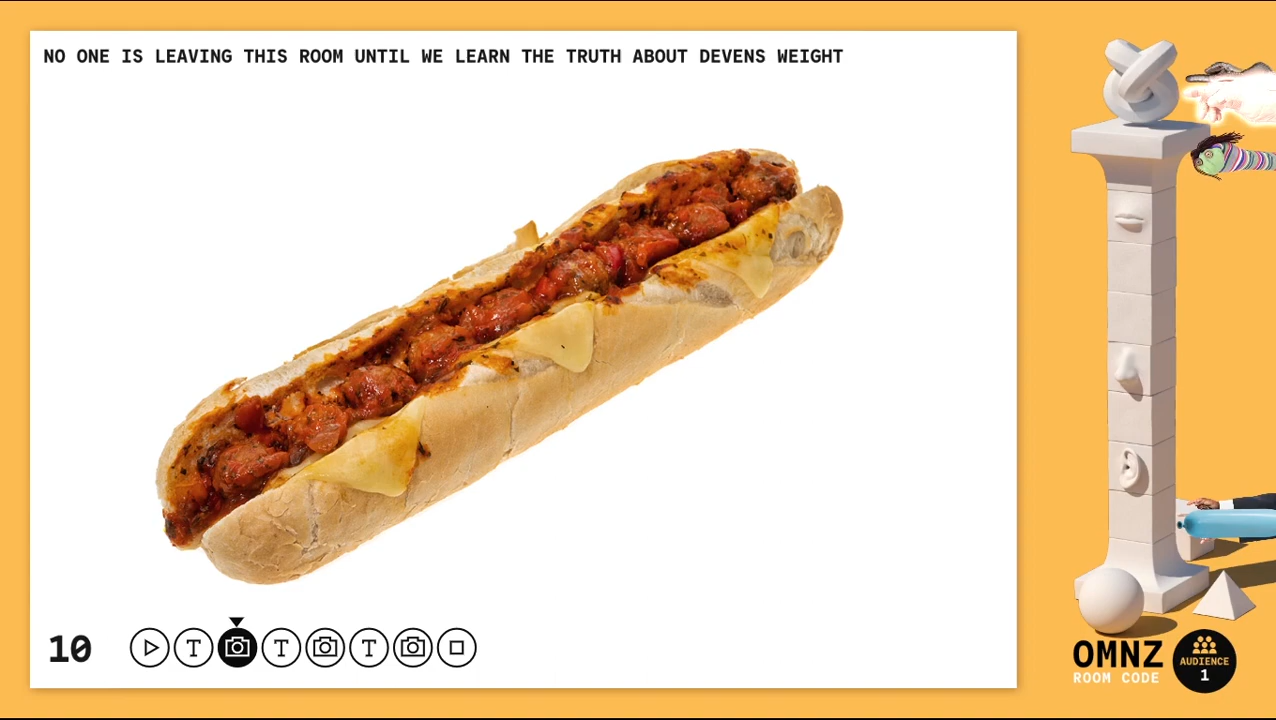 NO ONE IS LEAVING THIS ROOM UNTIL WE LEARN THE TRUTH ABOUT DEVENS WEIGHT
10
T
T
T
OMNZ
ROOM CODE
AUDIENCE
1